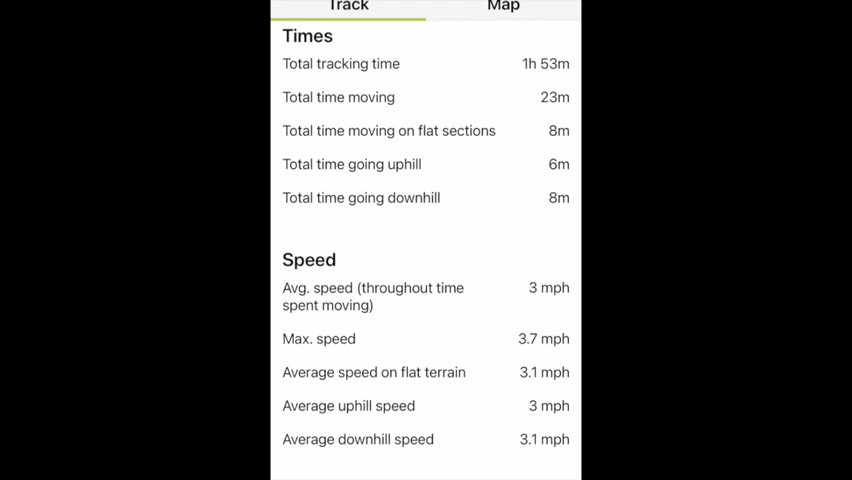 Track Map
Times
Total tracking time 1h 53m
Total time moving 23m
Total time moving on flat sections 8m
Total time going uphill 6m
Total time going downhill 8m
Speed
Avg. speed (throughout time 3 mph
spent moving)
Max. speed 3.7 mph
Average speed on flat terrain 3.1 mph
Average uphill speed 3 mph
Average downhill speed 3.1 mph